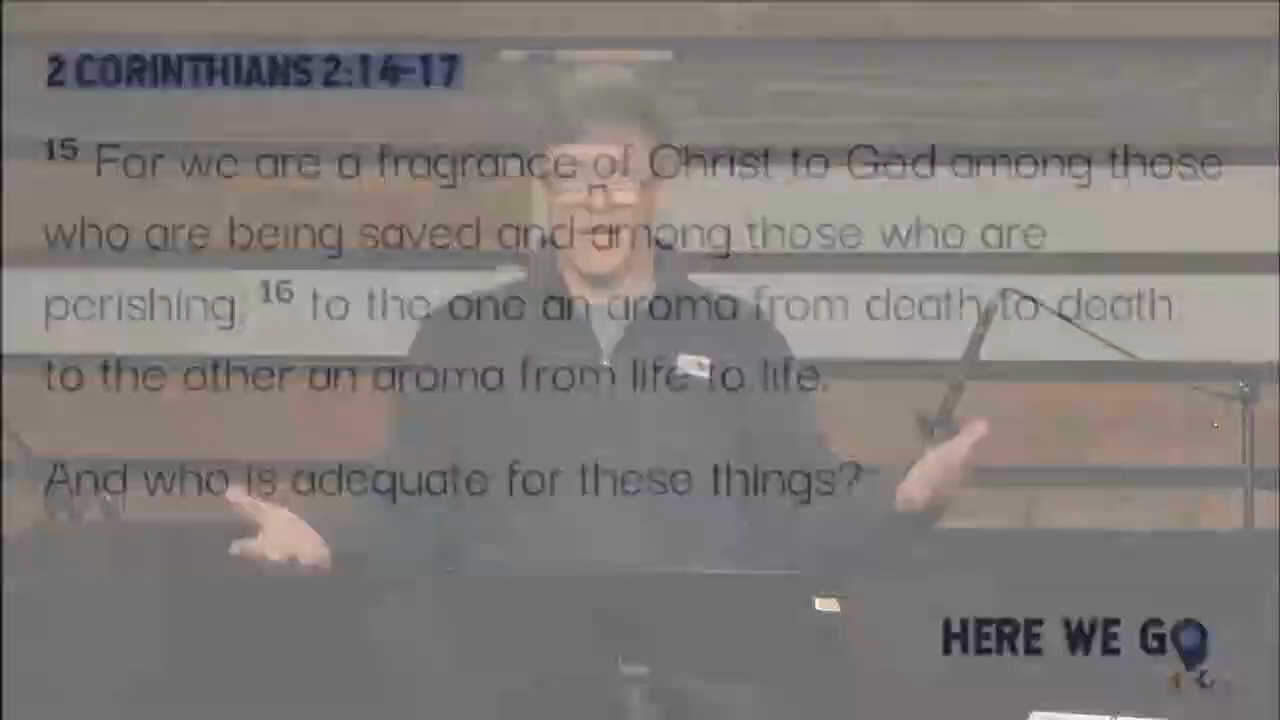 2 CORINTHIANS 2:14-17
15 For we are a fragrance of Christ to God among those
who are being saved and among those who are
perishing; 16 to the one an aroma from death to death
to the other an aroma from life to life.
And who is adequate for these things?
HERE WE GO